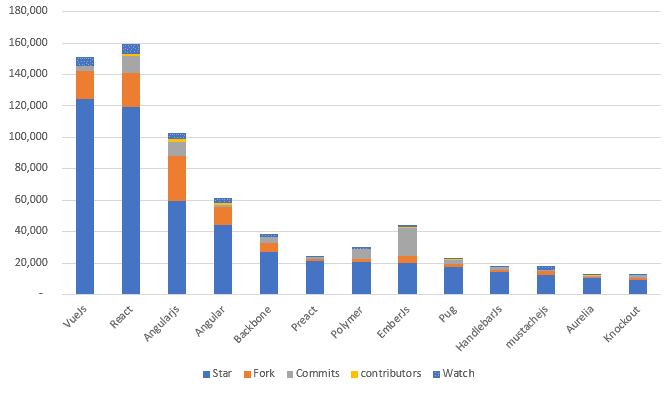 180,000
160,000
140,000
120,000
100,000
80,000
60,000
40,000
20,000
-
VueJs
React
Angularjs
Angular
Backbone
Preact
Polymer
EmberJs
Pug
HandlebarJs
mustachejs
Aurelia
Knockout
Star Fork Commits contributors Watch